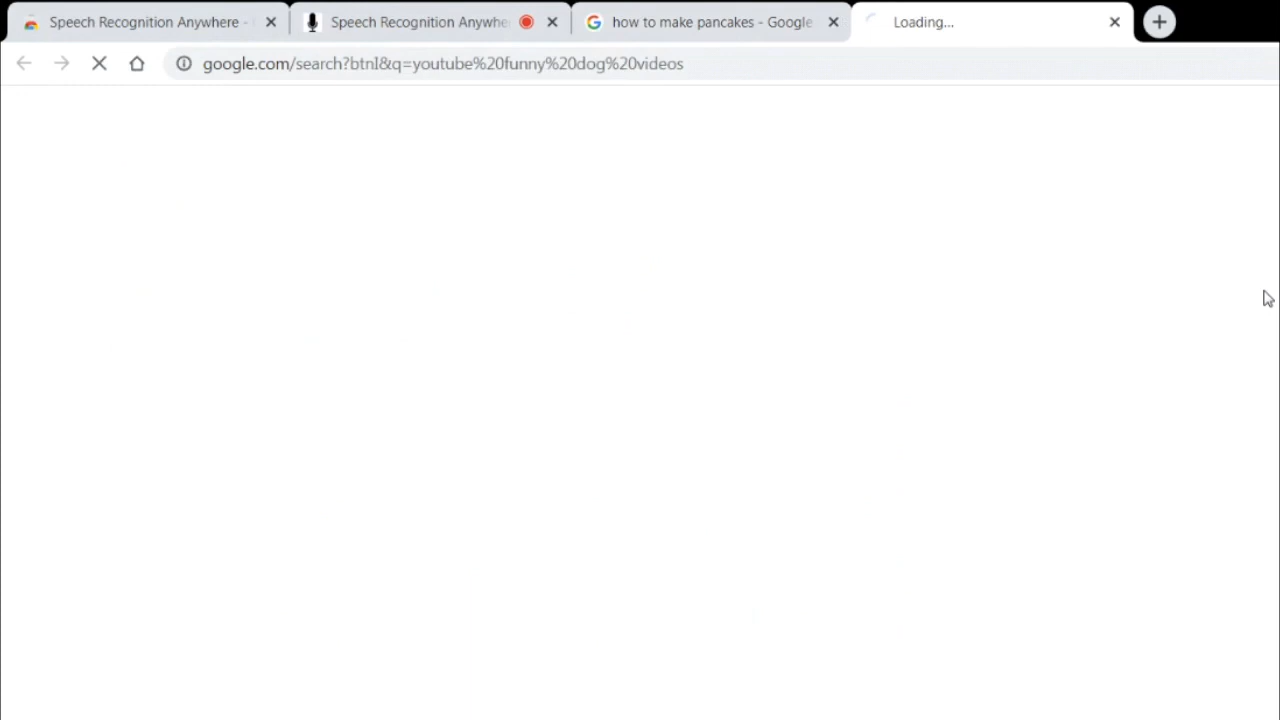 Speech Recognition Anywhere -
Speech Recognition Anywhe
how to make pancakes - Google
Loading...
google.com/search?btnI&q=youtube%20funny%20dog%20videos